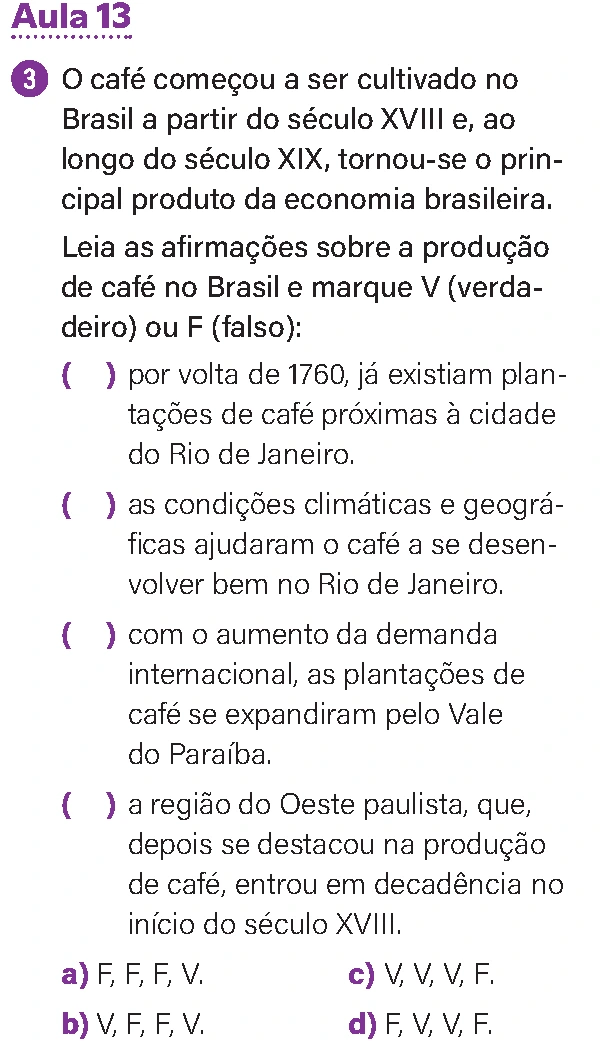 Aula 13
3 O café começou a ser cultivado no
Brasil a partir do século XVIII e, ao
longo do século XIX, tornou-se o prin-
cipal produto da economia brasileira.
Leia as afirmações sobre a produção
de café no Brasil e marque V (verda-
deiro) ou F (falso):
( ) por volta de 1760, já existiam plan-
tações de café próximas à cidade
do Rio de Janeiro.
( ) as condições climáticas e geográ-
ficas ajudaram o café a se desen-
volver bem no Rio de Janeiro.
( ) com o aumento da demanda
internacional, as plantações de
café se expandiram pelo Vale
do Paraíba.
( ) a região do Oeste paulista, que,
depois se destacou na produção
de café, entrou em decadência no
início do século XVIII.
a) F, F, F, V. c) V, V, V, F.
b) V, F, F, V. d) F, V, V, F.